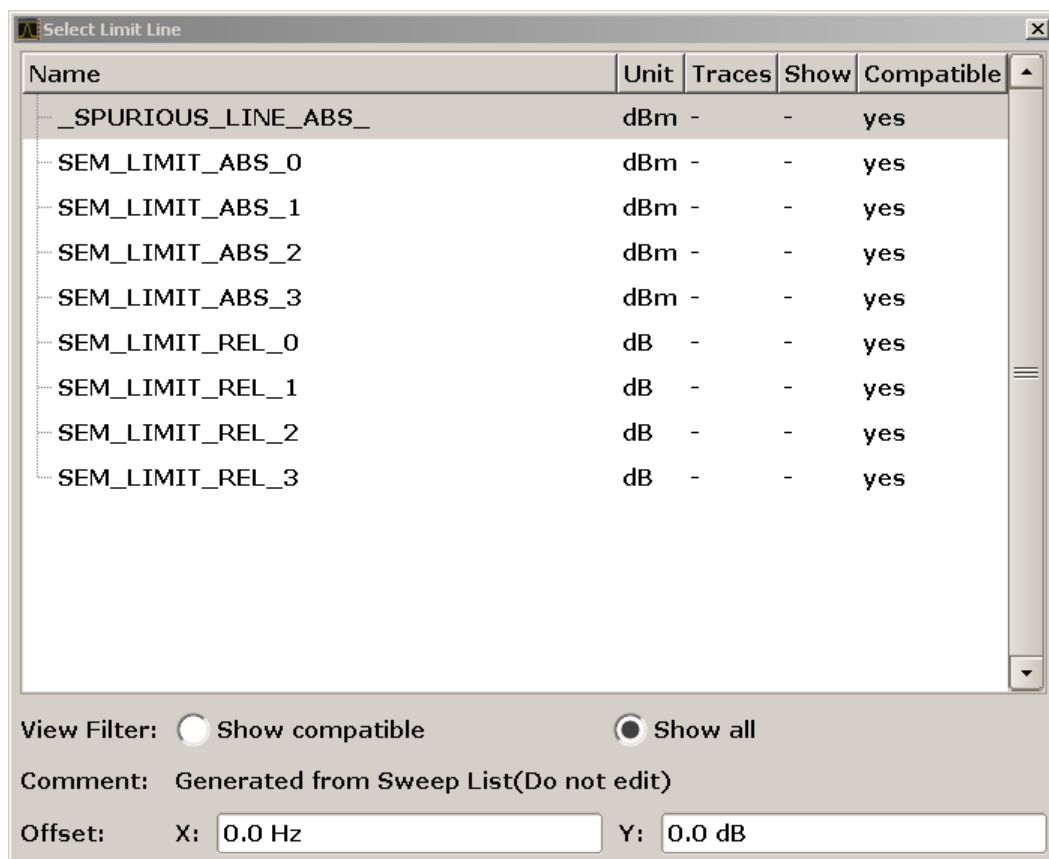 Select Limit Line
Name Unit Traces Show Compatible
_SPURIOUS_LINE_ABS_ dBm - - yes
SEM_LIMIT_ABS_0 dBm - - yes
SEM_LIMIT_ABS_1 dBm - - yes
SEM_LIMIT_ABS_2 dBm - - yes
SEM_LIMIT_ABS_3 dBm - - yes
SEM_LIMIT_REL_0 dB - - yes
SEM_LIMIT_REL_1 dB - - yes
SEM_LIMIT_REL_2 dB - - yes
SEM_LIMIT_REL_3 dB - - yes
View Filter: Show compatible Show all
Comment: Generated from Sweep List(Do not edit)
Offset: X: 0.0 Hz Y: 0.0 dB